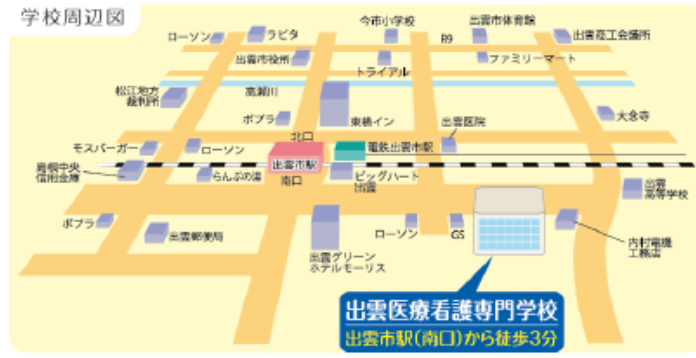 学校周辺図
ローソン
ラピタ
今市小学校
R9
出雲市体育館
出雲商工会議所
出雲市役所
トライアル
ファミリーマート
松江地方
裁判所
高瀬川
東横イン
ポプラ
出雲医院
大念寺
北口
モスバーガー
ローソン
電鉄出雲市駅
出雲市駅
島根中央
信用金庫
らんぷの湯
南口
ビッグハート
出雲
出雲
高等学校
ポプラ
出雲郵便局
出雲グリーン
ホテルモーリス
ローソン
GS
内村電機
工務店
出雲医療看護専門学校
出雲市駅(南口)から徒歩3分